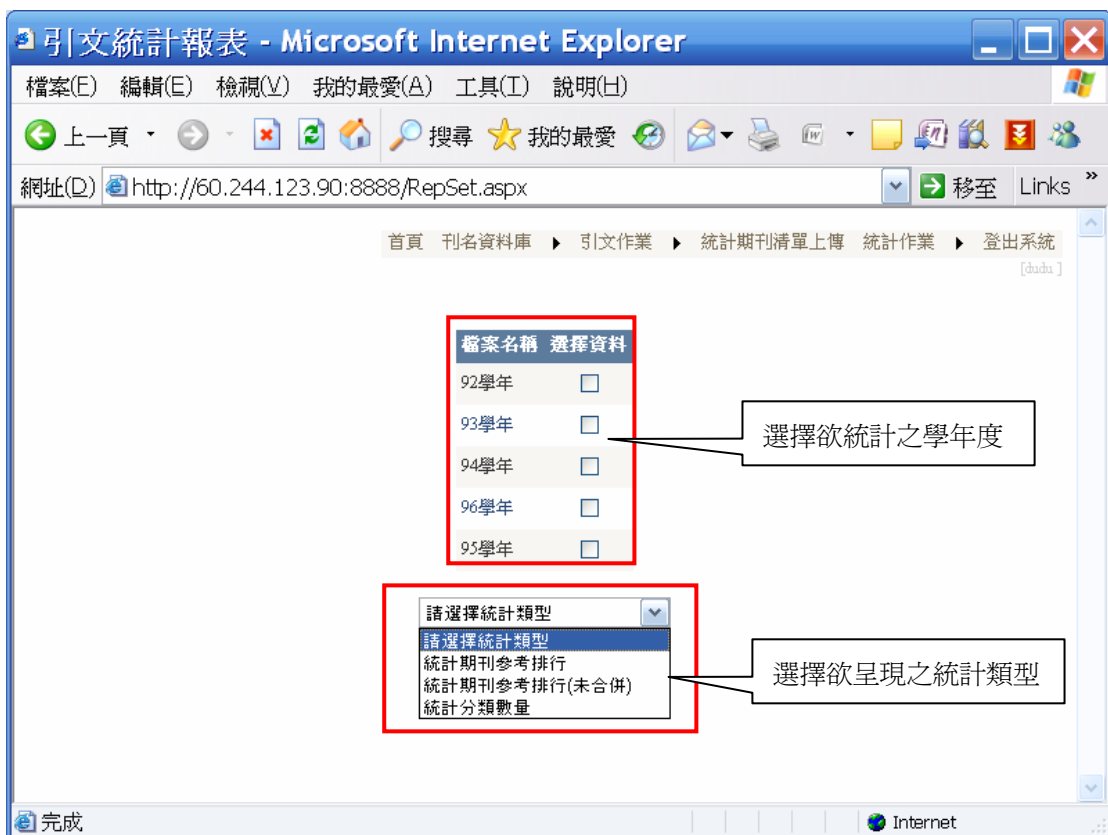 引文統計報表 - Microsoft Internet Explorer
檔案(F) 編輯(E) 檢視(V) 我的最愛(A) 工具(T) 說明(H)
上一頁 搜尋 我的最愛
網址(D) http://60.244.123.90:8888/RepSet.aspx 移至 Links »
首頁 刊名資料庫 ▶ 引文作業 ▶ 統計期刊清單上傳 統計作業 ▶ 登出系統
[dudu ]
檔案名稱 選擇資料
92學年
93學年
94學年
96學年
95學年
選擇欲統計之學年度
請選擇統計類型
請選擇統計類型
統計期刊參考排行
統計期刊參考排行(未合併)
統計分類數量
選擇欲呈現之統計類型
完成 Internet